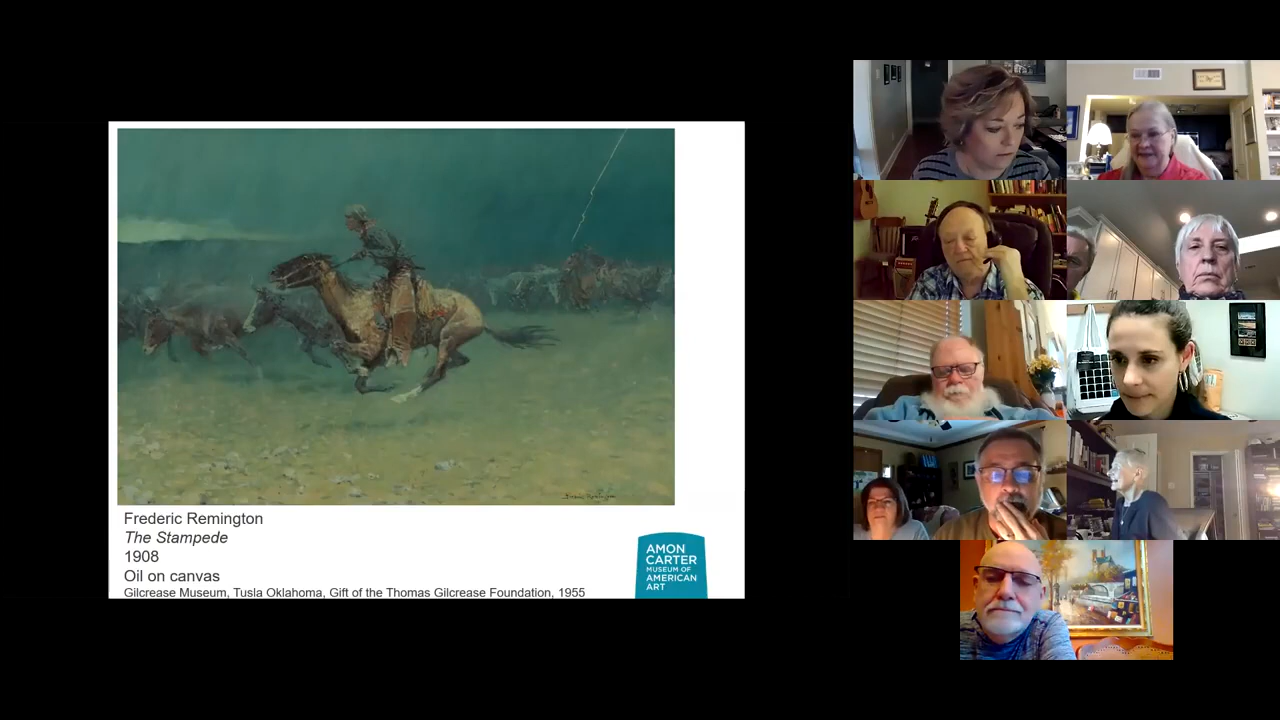 Frederic Remington
The Stampede
1908
Oil on canvas
Gilcrease Museum, Tusla Oklahoma, Gift of the Thomas Gilcrease Foundation, 1955
AMON
CARTER
MUSEUM OF
AMERICAN
ART